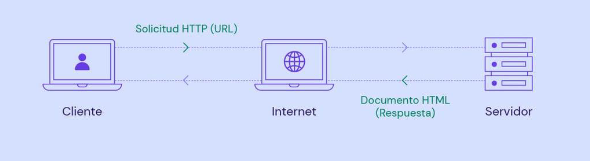 Solicitud HTTP (URL)
Documento HTML
(Respuesta)
Cliente
Internet
Servidor